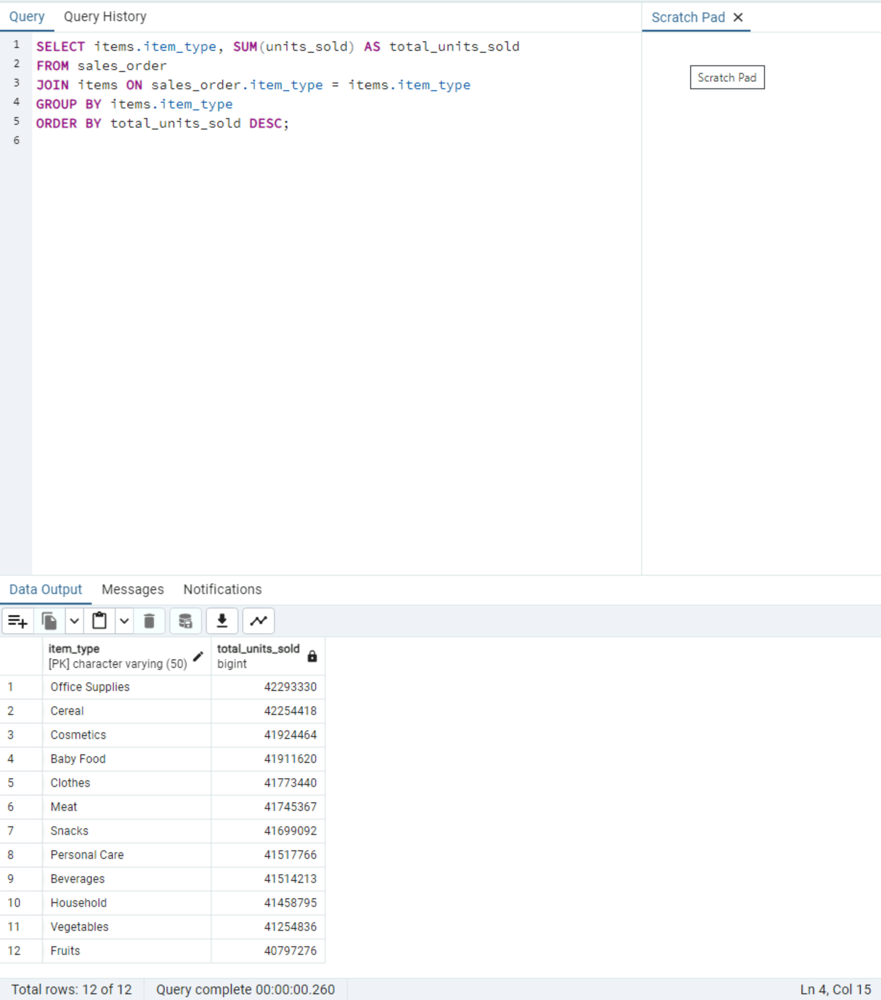 Query Query History Scratch Pad
1 SELECT items.item_type, SUM(units_sold) AS total_units_sold
2 FROM sales_order
3 JOIN items ON sales_order.item_type = items.item_type
4 GROUP BY items.item_type
5 ORDER BY total_units_sold DESC;
6
Scratch Pad
Data Output Messages Notifications
item_type total_units_sold
[PK] character varying (50) bigint
1 Office Supplies 42293330
2 Cereal 42254418
3 Cosmetics 41924464
4 Baby Food 41911620
5 Clothes 41773440
6 Meat 41745367
7 Snacks 41699092
8 Personal Care 41517766
9 Beverages 41514213
10 Household 41458795
11 Vegetables 41254836
12 Fruits 40797276
Total rows: 12 of 12 Query complete 00:00:00.260 Ln 4, Col 15